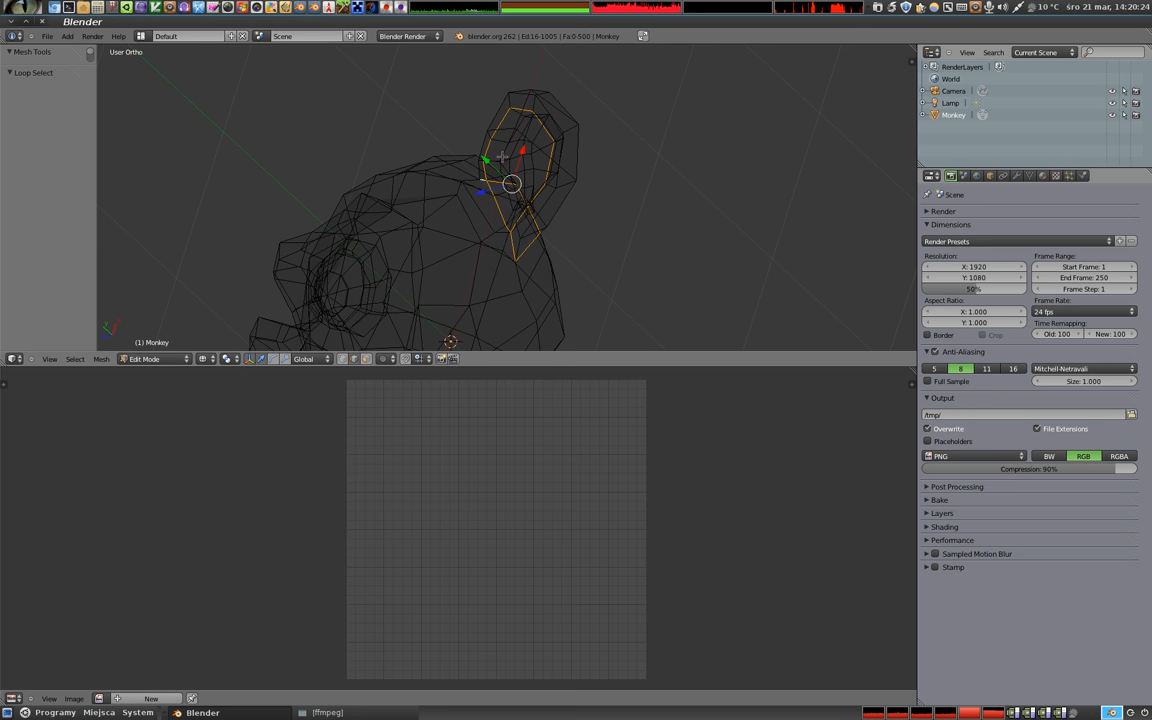 10 °C śro 21 mar, 14:20:24
Blender
File Add Render Help Default Scene Blender Render blender.org 262 | Ed:16-1005 | Fa:0-500 | Monkey
View Search Current Scene
Mesh Tools
User Ortho
Loop Select
RenderLayers
World
Camera
Lamp
Monkey
Scene
Render
Dimensions
Render Presets
Resolution: Frame Range:
X: 1920 Start Frame: 1
Y: 1080 End Frame: 250
50% Frame Step: 1
Aspect Ratio: Frame Rate:
X: 1.000 24 fps
Y: 1.000 Time Remapping:
Border Crop Old: 100 New: 100
(1) Monkey
Anti-Aliasing
View Select Mesh Edit Mode Global
5 8 11 16 Mitchell-Netravali
Full Sample Size: 1.000
Output
/tmp/
Overwrite File Extensions
Placeholders
PNG BW RGB RGBA
Compression: 90%
Post Processing
Bake
Layers
Shading
Performance
Sampled Motion Blur
Stamp
View Image New
Programy Miejsca System Blender [ffmpeg]